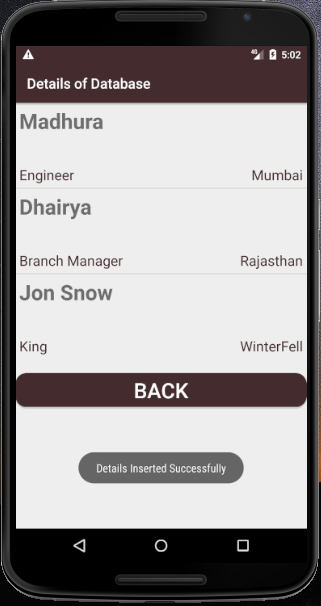 4G 5:02
Details of Database
Madhura
Engineer Mumbai
Dhairya
Branch Manager Rajasthan
Jon Snow
King WinterFell
BACK
Details Inserted Successfully